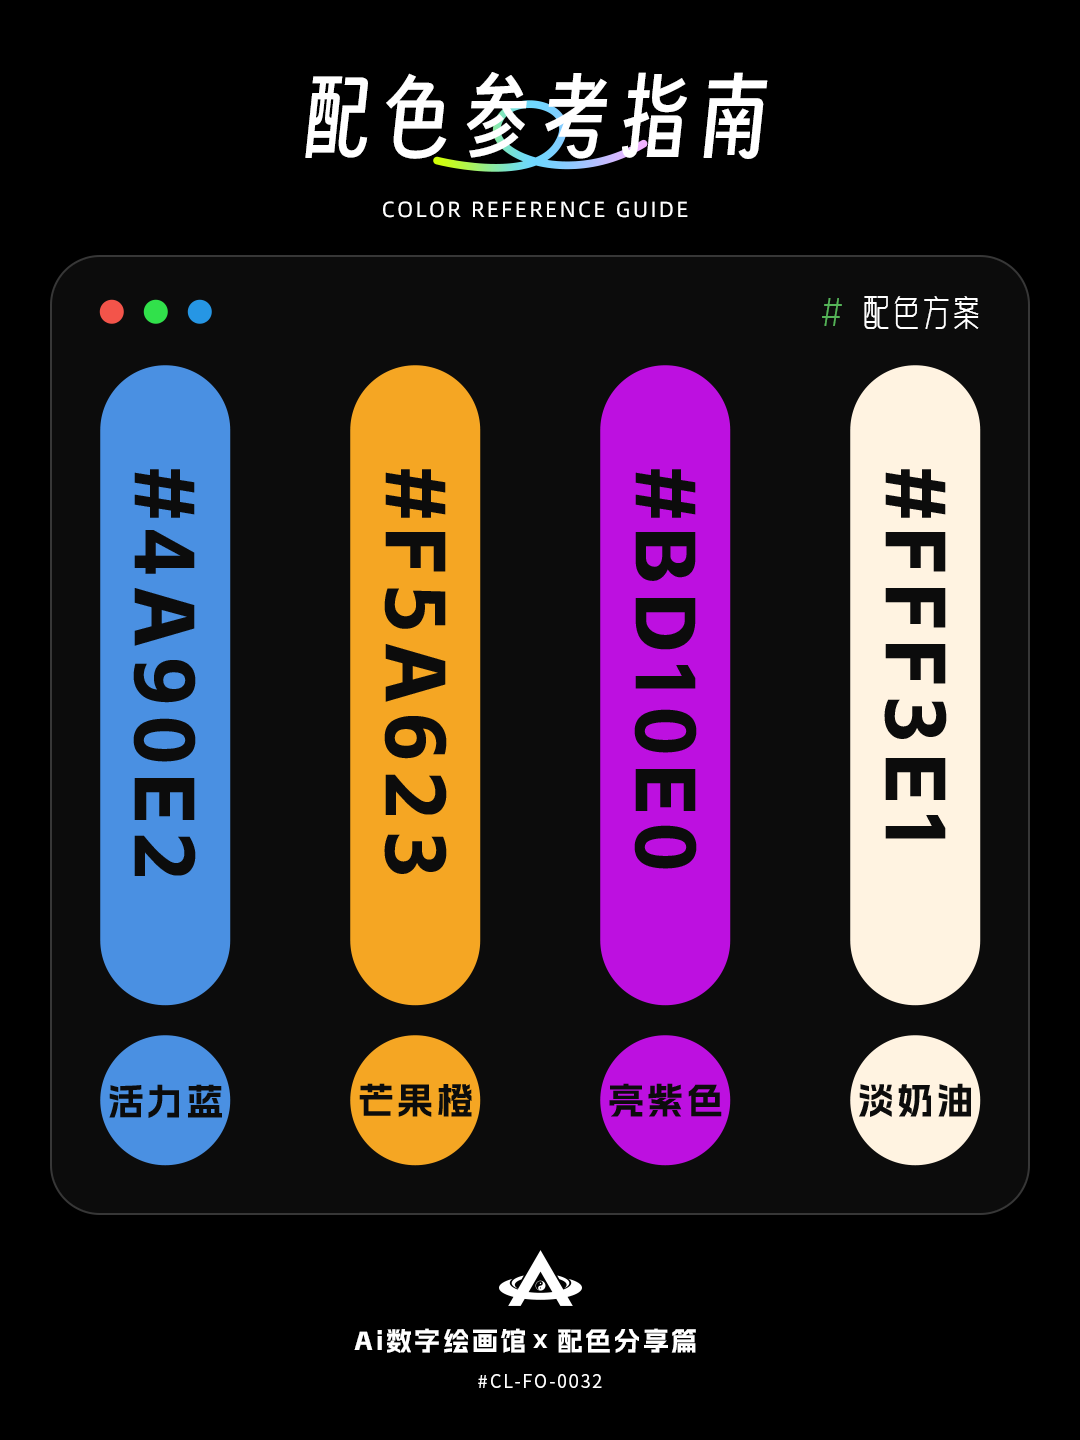 配色参考指南
COLOR REFERENCE GUIDE
# 配色方案
#4A90E2
#F5A623
#BD10E0
#FFF3E1
活力蓝
芒果橙
亮紫色
淡奶油
Ai数字绘画馆 x 配色分享篇
#CL-FO-0032